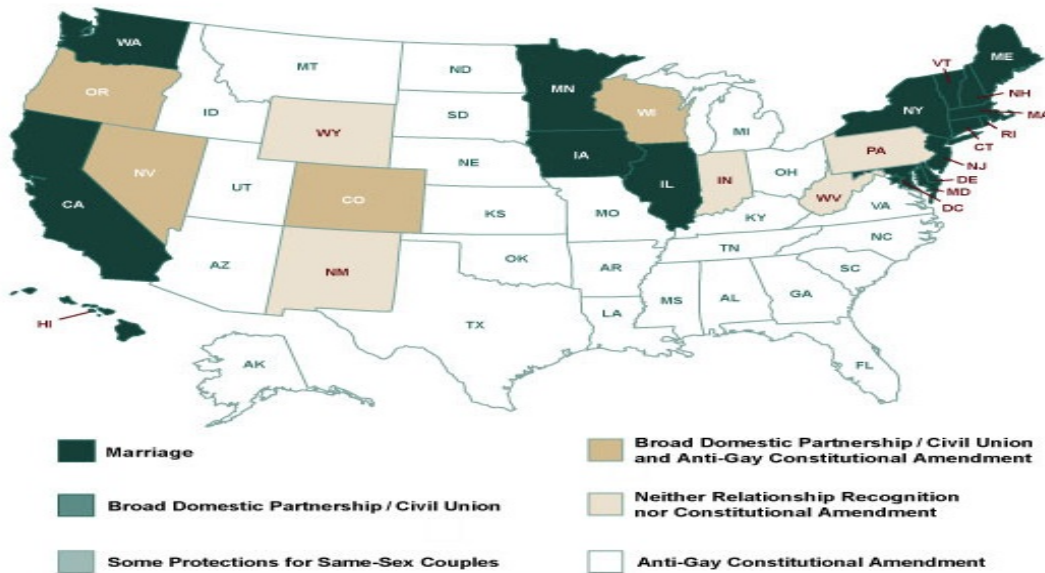 WA
ME
VT
MT
ND
MN
OR
NH
NY
ID
WI
SD
MA
WY
MI
RI
CT
IA
PA
NE
NJ
NV
OH
IN
IL
DE
UT
CO
MD
CA
WV
DC
VA
KS
MO
KY
NC
TN
OK
AZ
NM
AR
SC
MS
AL
GA
HI
TX
LA
AK
FL
Marriage
Broad Domestic Partnership / Civil Union
and Anti-Gay Constitutional Amendment
Broad Domestic Partnership / Civil Union
Neither Relationship Recognition
nor Constitutional Amendment
Some Protections for Same-Sex Couples
Anti-Gay Constitutional Amendment